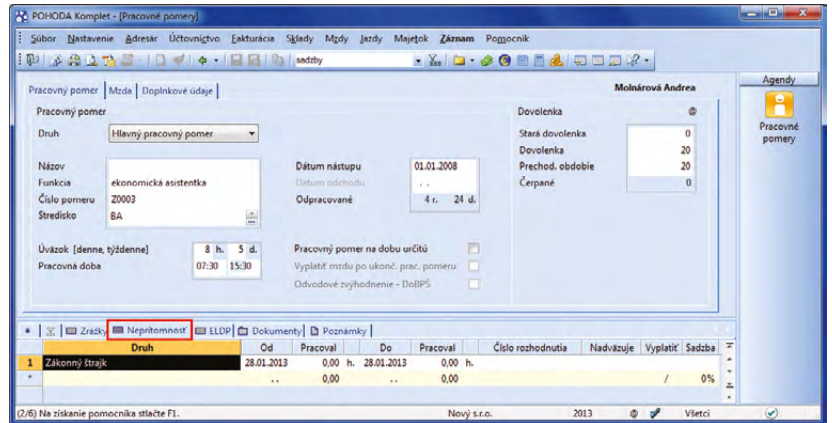 POHODA Komplet - [Pracovné pomery]
Súbor Nastavenie Adresár Účtovníctvo Fakturácia Sklady Mzdy Jazdy Majetok Záznam Pomocník
sadzby
Agendy
Pracovné pomery
Pracovný pomer Mzda Doplnkové údaje Molnárová Andrea
Pracovný pomer Dovolenka @
Druh Hlavný pracovný pomer Stará dovolenka 0
Dovolenka 20
Názov Dátum nástupu 01.01.2008 Prechod. obdobie 20
Funkcia ekonomická asistentka Dátum odchodu . . Čerpané 0
Číslo pomeru Z0003 Odpracované 4 r. 24 d.
Stredisko BA
Úväzok [denne, týždenne] 8 h. 5 d. Pracovný pomer na dobu určitú
Pracovná doba 07:30 15:30 Vyplatiť mzdu po ukonč. prac. pomeru
Odvodové zvýhodnenie - DoBPŠ
* Zrážky Neprítomnosť ELDP Dokumenty Poznámky
Druh Od Pracoval Do Pracoval Číslo rozhodnutia Nadväzuje Vyplatiť Sadzba
1 Zákonný štrajk 28.01.2013 0,00 h. 28.01.2013 0,00 h.
* . . 0,00 . . 0,00 / 0%
(2/6) Na získanie pomocníka stlačte F1. Nový s.r.o. 2013 @ Všetci